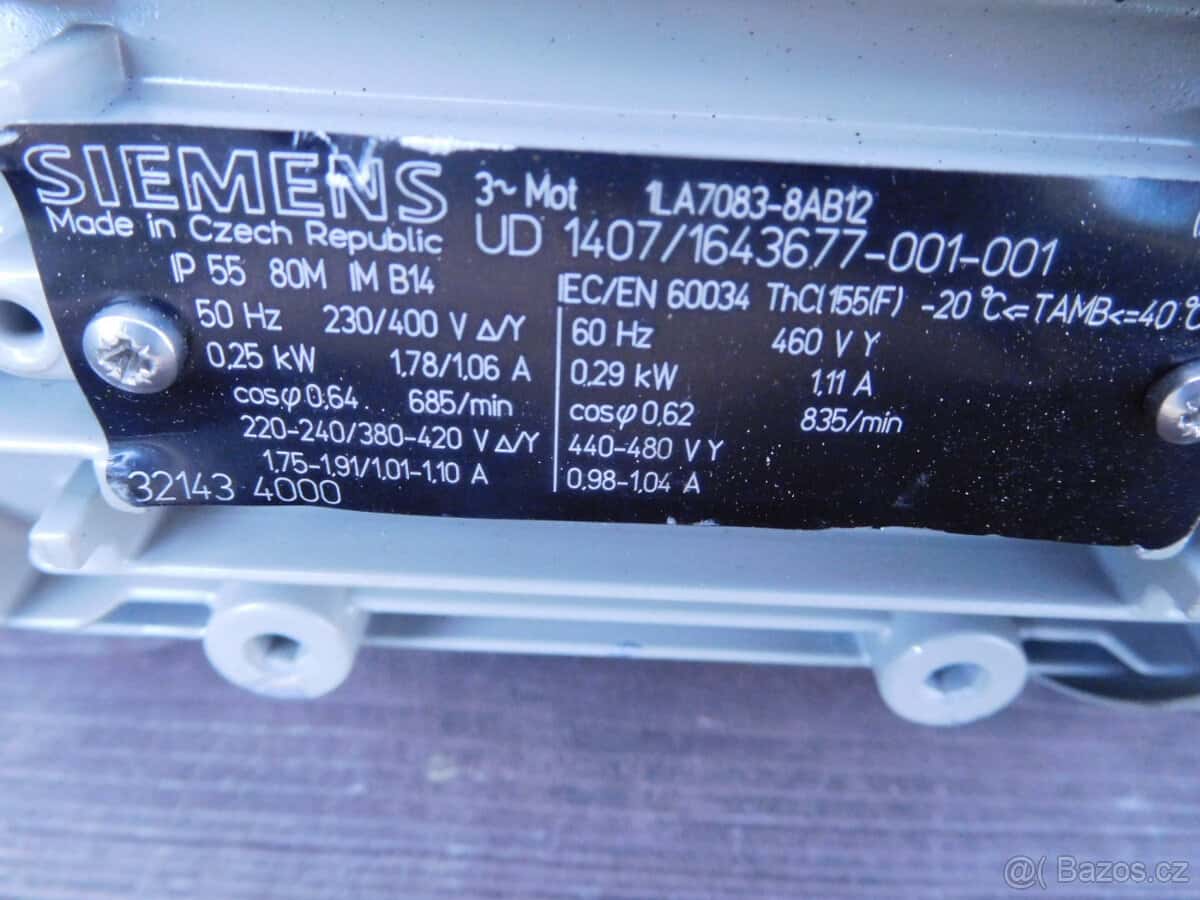 SIEMENS
Made in Czech Republic
3~ Mot 1LA7083-8AB12
UD 1407/1643677-001-001
IP 55 80M IM B14
IEC/EN 60034 ThCl.155(F) -20 °C<=TAMB<=40 °C
50 Hz 230/400 V Δ/Y
0,25 kW 1,78/1,06 A
cosφ 0,64 685/min
220-240/380-420 V Δ/Y
1,75-1,91/1,01-1,10 A
32143 4000
60 Hz 460 V Y
0,29 kW 1,11 A
cosφ 0,62 835/min
440-480 V Y
0,98-1,04 A
@( Bazos.cz